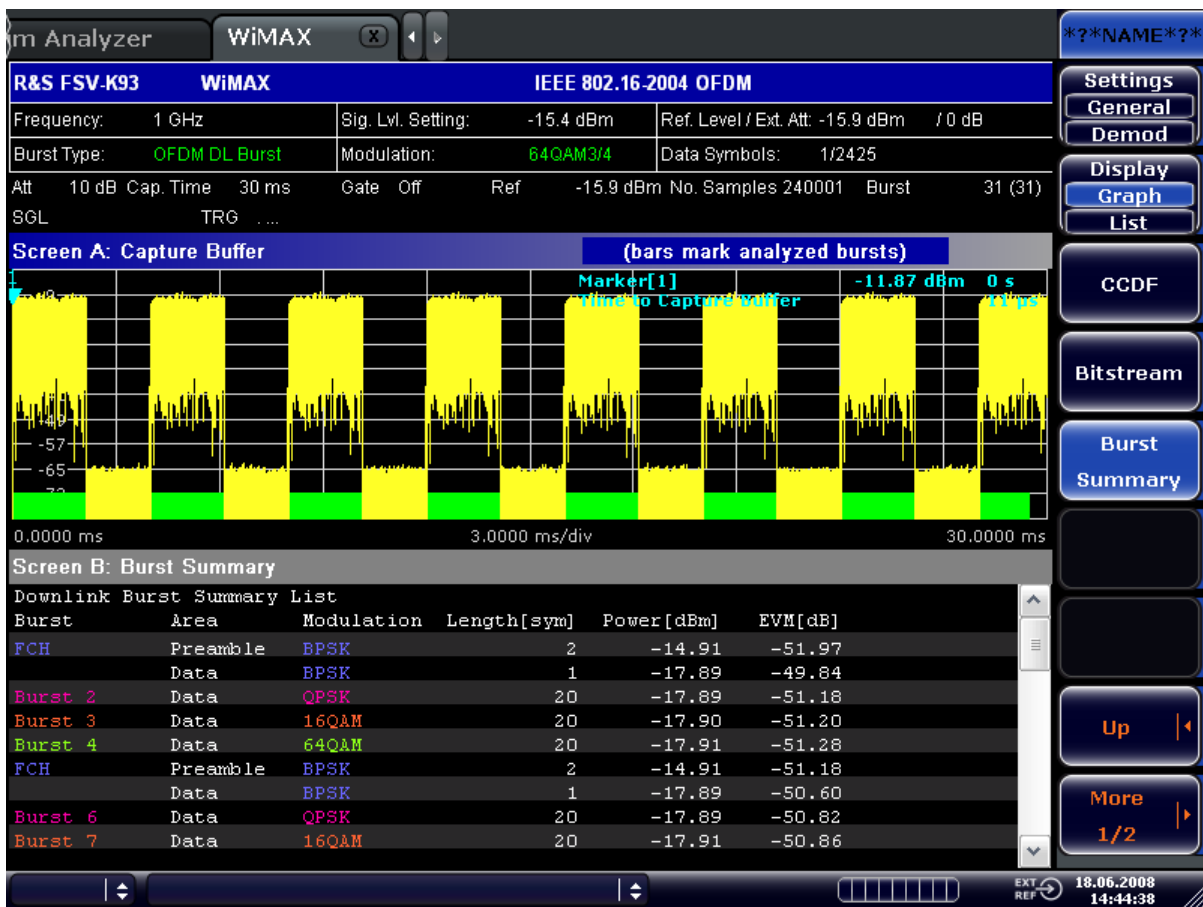 m Analyzer WiMAX X
*?*NAME*?*
R&S FSV-K93 WiMAX IEEE 802.16-2004 OFDM
Frequency: 1 GHz Sig. Lvl. Setting: -15.4 dBm Ref. Level / Ext. Att: -15.9 dBm / 0 dB
Burst Type: OFDM DL Burst Modulation: 64QAM3/4 Data Symbols: 1/2425
Att 10 dB Cap. Time 30 ms Gate Off Ref -15.9 dBm No. Samples 240001 Burst 31 (31)
SGL TRG . ...
Screen A: Capture Buffer (bars mark analyzed bursts)
Marker[1] -11.87 dBm 0 s
Time to Capture Buffer 11 ps
-49
-57
-65
0.0000 ms 3.0000 ms/div 30.0000 ms
Screen B: Burst Summary
Downlink Burst Summary List
Burst Area Modulation Length[sym] Power[dBm] EVM[dB]
FCH Preamble BPSK 2 -14.91 -51.97
Data BPSK 1 -17.89 -49.84
Burst 2 Data QPSK 20 -17.89 -51.18
Burst 3 Data 16QAM 20 -17.90 -51.20
Burst 4 Data 64QAM 20 -17.91 -51.28
FCH Preamble BPSK 2 -14.91 -51.18
Data BPSK 1 -17.89 -50.60
Burst 6 Data QPSK 20 -17.89 -50.82
Burst 7 Data 16QAM 20 -17.91 -50.86
Settings
General
Demod
Display
Graph
List
CCDF
Bitstream
Burst
Summary
Up
More
1/2
EXT
REF
18.06.2008
14:44:38